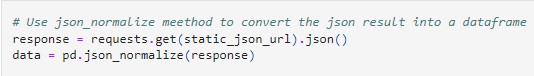 # Use json_normalize meethod to convert the json result into a dataframe
response = requests.get(static_json_url).json()
data = pd.json_normalize(response)